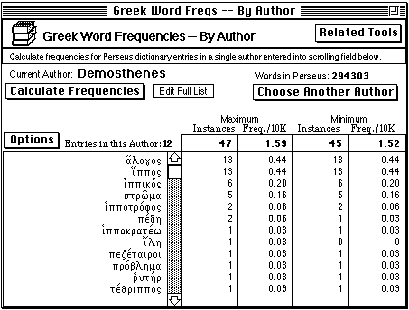 Greek Word Freqs -- By Author
Greek Word Frequencies -- By Author Related Tools
Calculate frequencies for Perseus dictionary entries in a single author entered into scrolling field below.
Current Author: Demosthenes Words in Perseus: 294303
Calculate Frequencies Edit Full List Choose Another Author
Maximum Minimum
Instances Freq./10K Instances Freq./10K
Options Entries in this Author: 12 47 1.59 45 1.52
ἄλογος 13 0.44 13 0.44
ἵππος 13 0.44 13 0.44
ἱππικός 6 0.20 6 0.20
στρῶμα 5 0.16 5 0.16
ἱπποτρόφος 2 0.06 2 0.06
πέδη 2 0.06 1 0.03
ἱπποκρατέω 1 0.03 1 0.03
ἴλη 1 0.03 0 0
πεζέταιροι 1 0.03 1 0.03
πρόβλημα 1 0.03 1 0.03
ῥυτήρ 1 0.03 1 0.03
τέθριππος 1 0.03 1 0.03